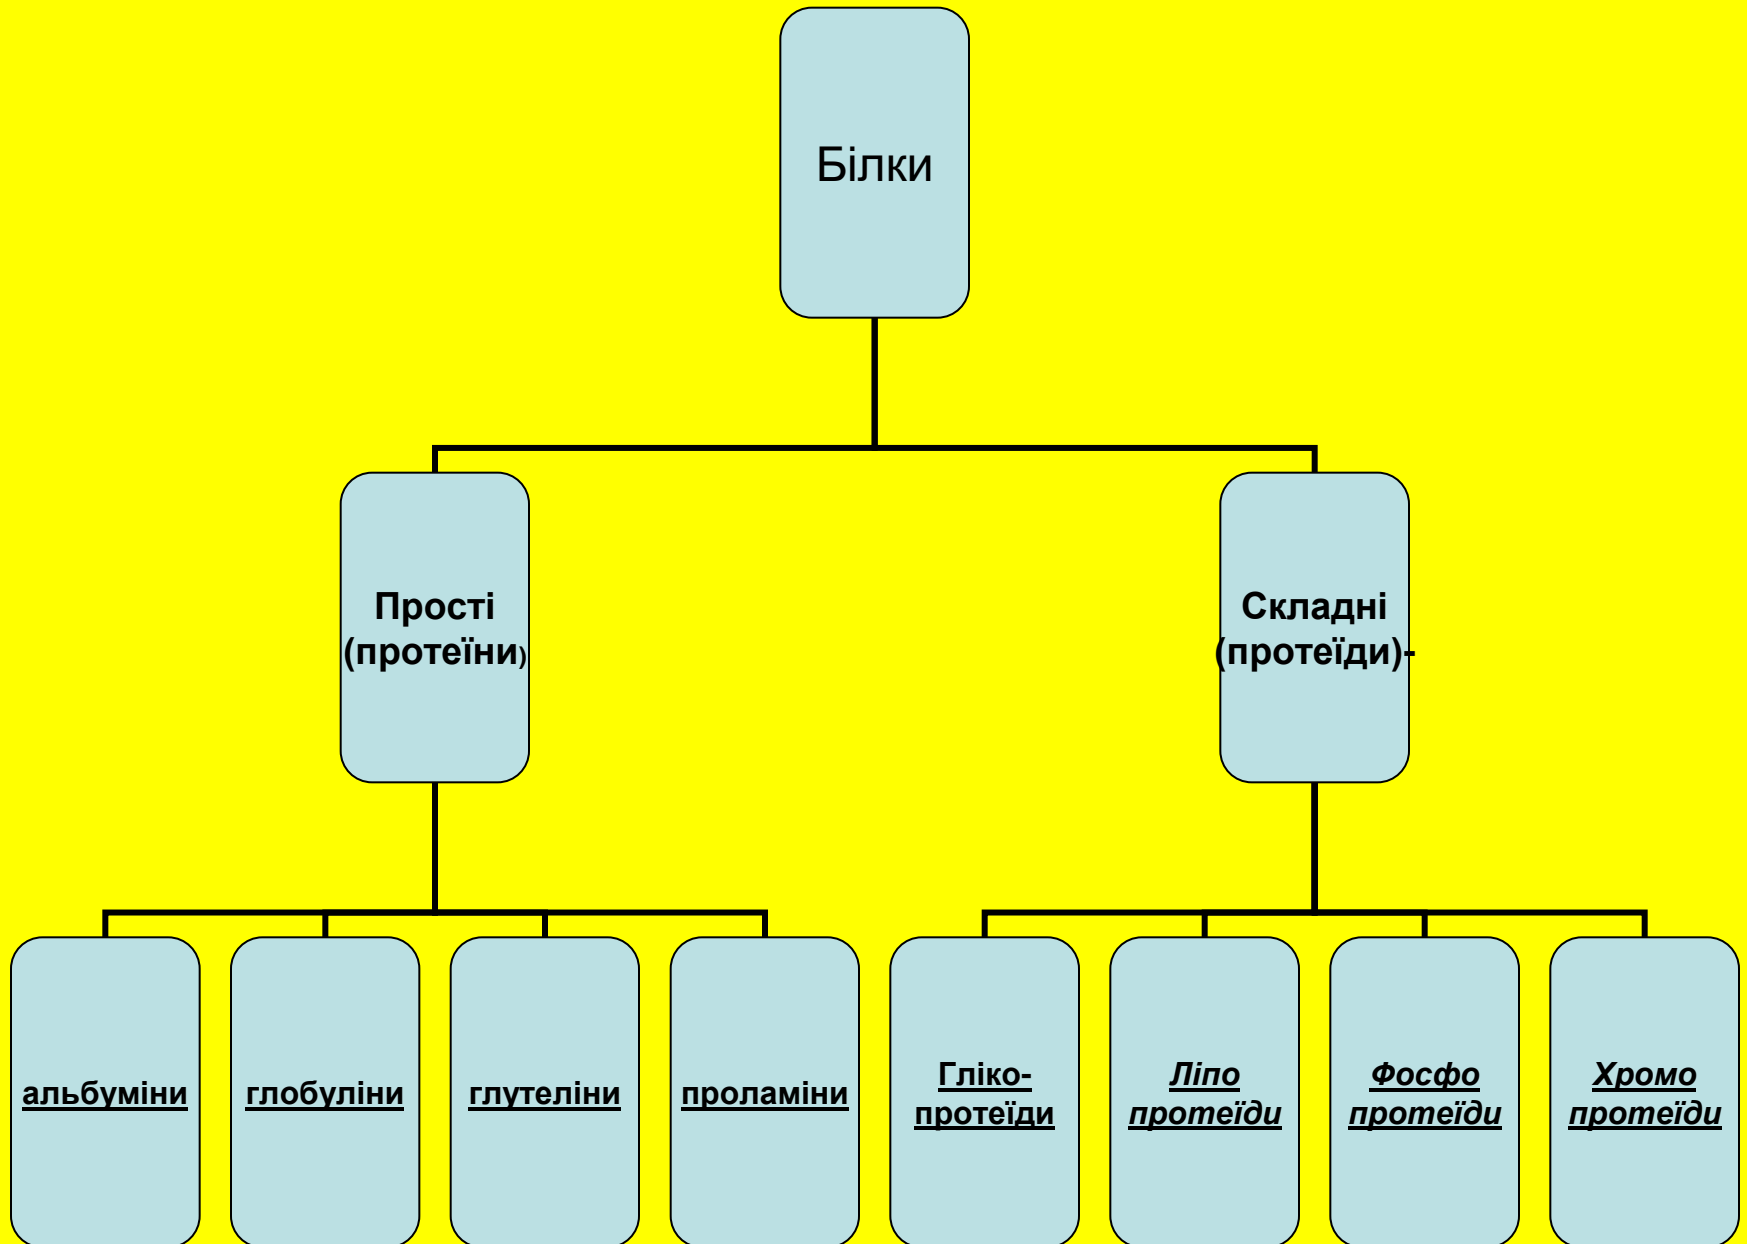 Білки
Прості
(протеїни)
Складні
(протеїди)-
альбуміни
глобуліни
глутеліни
проламіни
Гліко-
протеїди
Ліпо
протеїди
Фосфо
протеїди
Хромо
протеїди